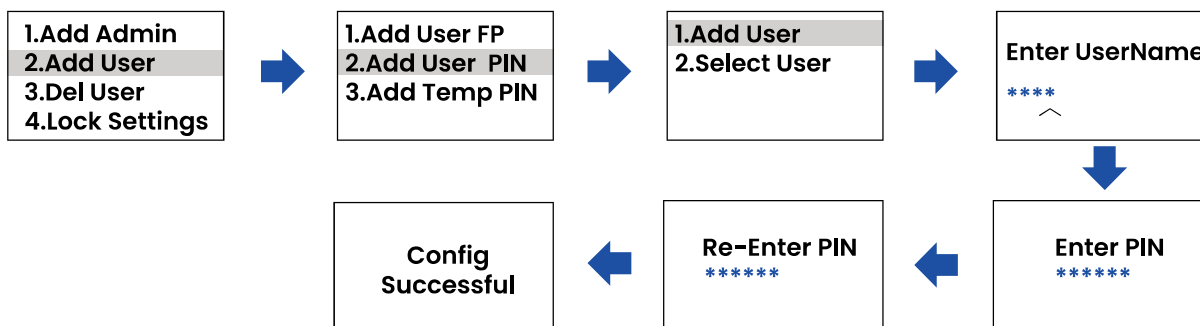 1.Add Admin
2.Add User
3.Del User
4.Lock Settings
1.Add User FP
2.Add User PIN
3.Add Temp PIN
1.Add User
2.Select User
Enter UserName
****
Enter PIN
******
Re-Enter PIN
******
Config
Successful